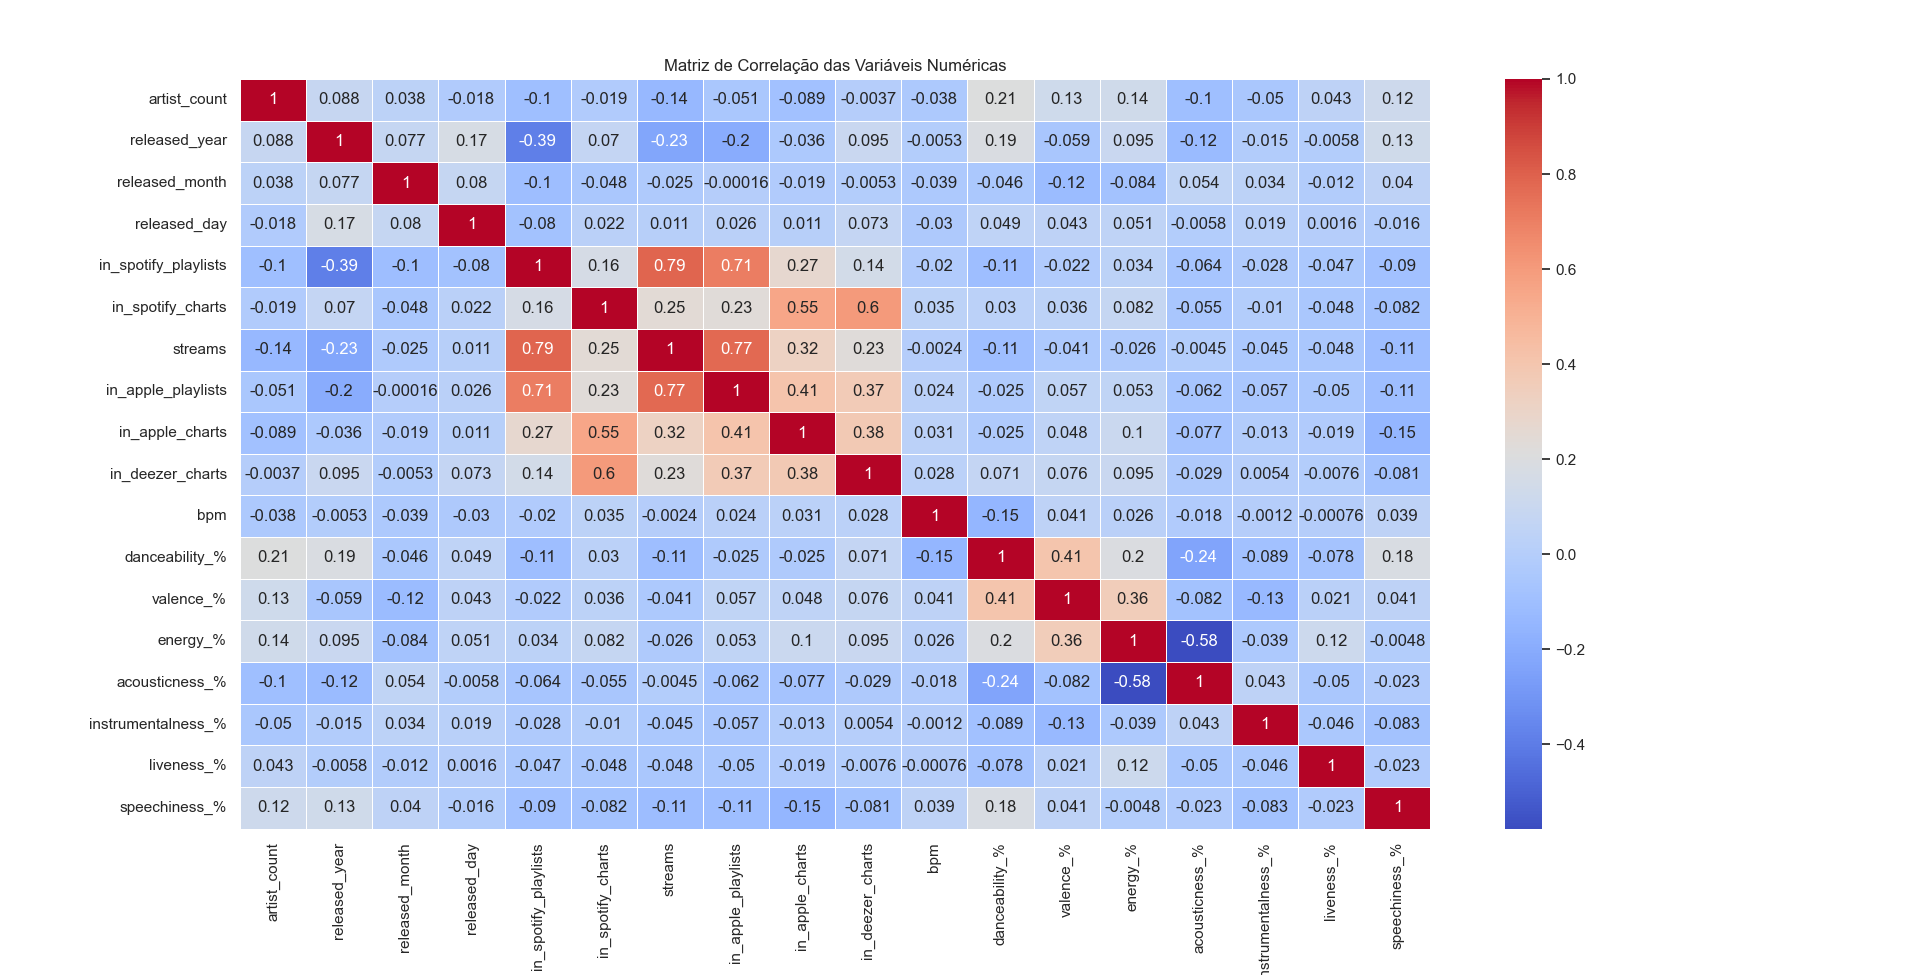 Matriz de Correlação das Variáveis Numéricas
artist_count 1 0.088 0.038 -0.018 -0.1 -0.019 -0.14 -0.051 -0.089 -0.0037 -0.038 0.21 0.13 0.14 -0.1 -0.05 0.043 0.12
released_year 0.088 1 0.077 0.17 -0.39 0.07 -0.23 -0.2 -0.036 0.095 -0.0053 0.19 -0.059 0.095 -0.12 -0.015 -0.0058 0.13
released_month 0.038 0.077 1 0.08 -0.1 -0.048 -0.025 -0.00016 -0.019 -0.0053 -0.039 -0.046 -0.12 -0.084 0.054 0.034 -0.012 0.04
released_day -0.018 0.17 0.08 1 -0.08 0.022 0.011 0.026 0.011 0.073 -0.03 0.049 0.043 0.051 -0.0058 0.019 0.0016 -0.016
in_spotify_playlists -0.1 -0.39 -0.1 -0.08 1 0.16 0.79 0.71 0.27 0.14 -0.02 -0.11 -0.022 0.034 -0.064 -0.028 -0.047 -0.09
in_spotify_charts -0.019 0.07 -0.048 0.022 0.16 1 0.25 0.23 0.55 0.6 0.035 0.03 0.036 0.082 -0.055 -0.01 -0.048 -0.082
streams -0.14 -0.23 -0.025 0.011 0.79 0.25 1 0.77 0.32 0.23 -0.0024 -0.11 -0.041 -0.026 -0.0045 -0.045 -0.048 -0.11
in_apple_playlists -0.051 -0.2 -0.00016 0.026 0.71 0.23 0.77 1 0.41 0.37 0.024 -0.025 0.057 0.053 -0.062 -0.057 -0.05 -0.11
in_apple_charts -0.089 -0.036 -0.019 0.011 0.27 0.55 0.32 0.41 1 0.38 0.031 -0.025 0.048 0.1 -0.077 -0.013 -0.019 -0.15
in_deezer_charts -0.0037 0.095 -0.0053 0.073 0.14 0.6 0.23 0.37 0.38 1 0.028 0.071 0.076 0.095 -0.029 0.0054 -0.0076 -0.081
bpm -0.038 -0.0053 -0.039 -0.03 -0.02 0.035 -0.0024 0.024 0.031 0.028 1 -0.15 0.041 0.026 -0.018 -0.0012 -0.00076 0.039
danceability_% 0.21 0.19 -0.046 0.049 -0.11 0.03 -0.11 -0.025 -0.025 0.071 -0.15 1 0.41 0.2 -0.24 -0.089 -0.078 0.18
valence_% 0.13 -0.059 -0.12 0.043 -0.022 0.036 -0.041 0.057 0.048 0.076 0.041 0.41 1 0.36 -0.082 -0.13 0.021 0.041
energy_% 0.14 0.095 -0.084 0.051 0.034 0.082 -0.026 0.053 0.1 0.095 0.026 0.2 0.36 1 -0.58 -0.039 0.12 -0.0048
acousticness_% -0.1 -0.12 0.054 -0.0058 -0.064 -0.055 -0.0045 -0.062 -0.077 -0.029 -0.018 -0.24 -0.082 -0.58 1 0.043 -0.05 -0.023
instrumentalness_% -0.05 -0.015 0.034 0.019 -0.028 -0.01 -0.045 -0.057 -0.013 0.0054 -0.0012 -0.089 -0.13 -0.039 0.043 1 -0.046 -0.083
liveness_% 0.043 -0.0058 -0.012 0.0016 -0.047 -0.048 -0.048 -0.05 -0.019 -0.0076 -0.00076 -0.078 0.021 0.12 -0.05 -0.046 1 -0.023
speechiness_% 0.12 0.13 0.04 -0.016 -0.09 -0.082 -0.11 -0.11 -0.15 -0.081 0.039 0.18 0.041 -0.0048 -0.023 -0.083 -0.023 1
artist_count
released_year
released_month
released_day
in_spotify_playlists
in_spotify_charts
streams
in_apple_playlists
in_apple_charts
in_deezer_charts
bpm
danceability_%
valence_%
energy_%
acousticness_%
nstrumentalness_%
liveness_%
speechiness_%
1.0
0.8
0.6
0.4
0.2
0.0
−0.2
−0.4